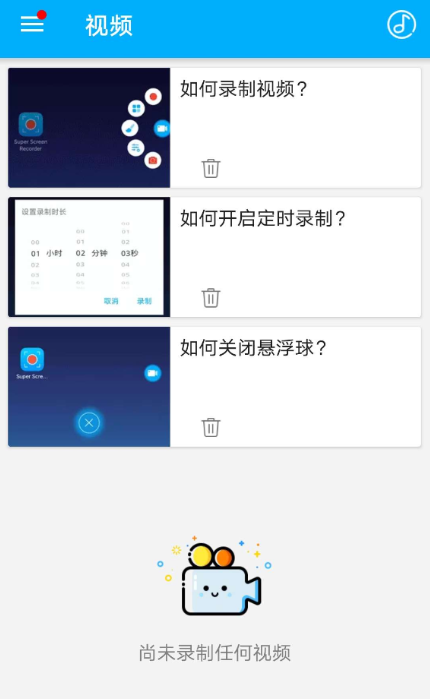 视频
如何录制视频?
Super Screen
Recorder
如何开启定时录制?
设置录制时长
00 00 01
00 01 02
01 小时 02 分钟 03秒
02 03 04
03 04 05
取消 录制
如何关闭悬浮球?
Super Scre...
尚未录制任何视频